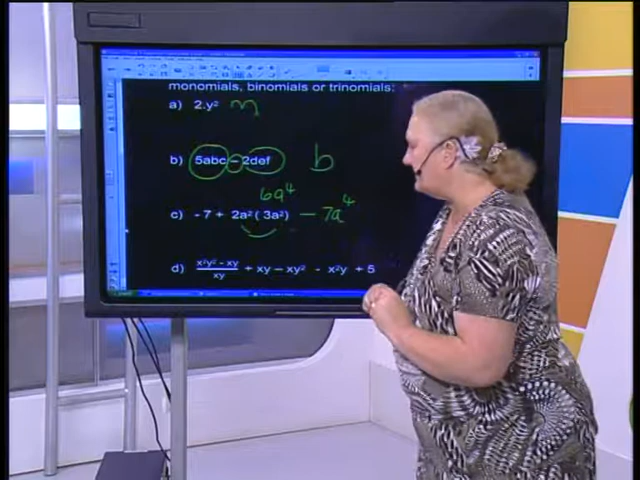 monomials, binomials or trinomials:
a) 2.y² m
b) 5abc - 2def b
6a⁴
c) - 7 + 2a² ( 3a²) - 7a⁴
d) x²y² - xy / xy + xy - xy² - x²y + 5